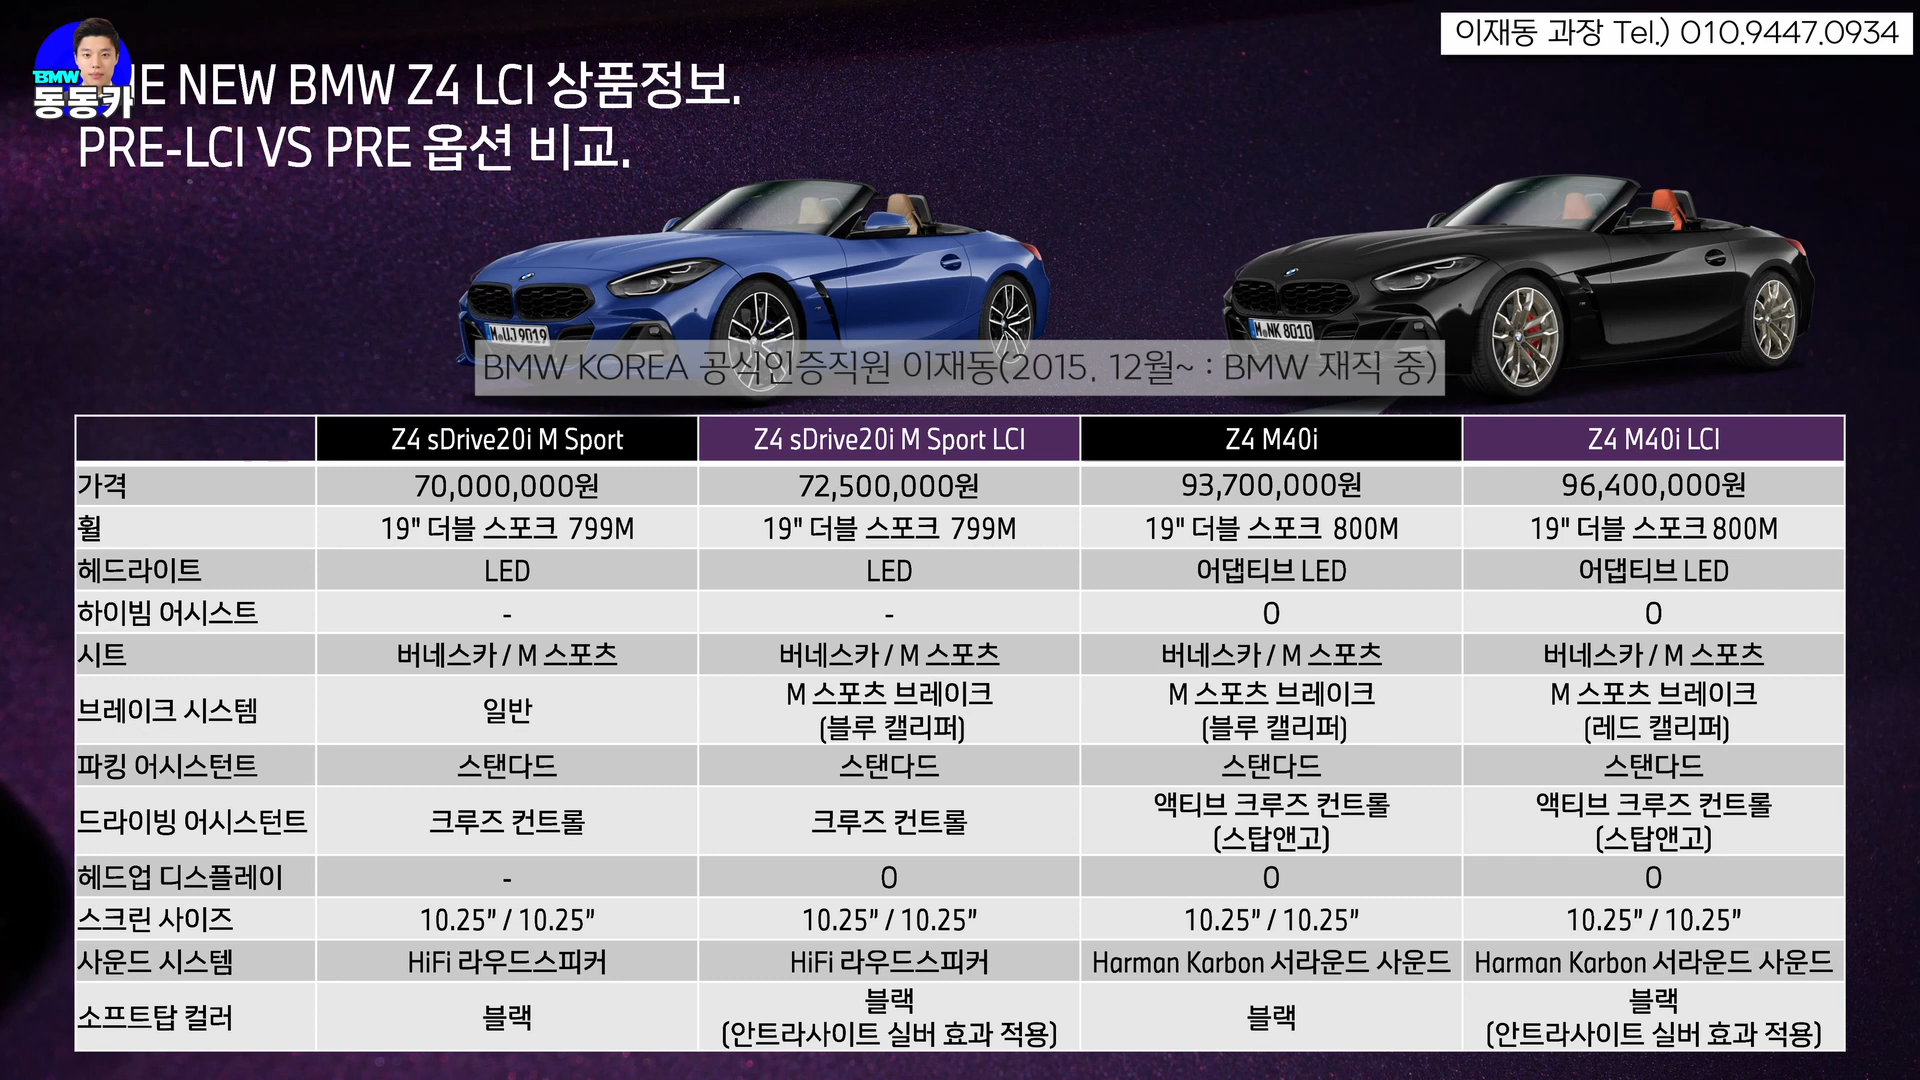 이재동 과장 Tel.) 010.9447.0934
BMW
동동카
E NEW BMW Z4 LCI 상품정보.
PRE-LCI VS PRE 옵션 비교.
M UJ 9019
M NK 8010
BMW KOREA 공식인증직원 이재동(2015. 12월~ : BMW 재직 중)
Z4 sDrive20i M Sport Z4 sDrive20i M Sport LCI Z4 M40i Z4 M40i LCI
가격 70,000,000원 72,500,000원 93,700,000원 96,400,000원
휠 19" 더블 스포크 799M 19" 더블 스포크 799M 19" 더블 스포크 800M 19" 더블 스포크 800M
헤드라이트 LED LED 어댑티브 LED 어댑티브 LED
하이빔 어시스트 - - O O
시트 버네스카 / M 스포츠 버네스카 / M 스포츠 버네스카 / M 스포츠 버네스카 / M 스포츠
브레이크 시스템 일반 M 스포츠 브레이크 M 스포츠 브레이크 M 스포츠 브레이크
(블루 캘리퍼) (블루 캘리퍼) (레드 캘리퍼)
파킹 어시스턴트 스탠다드 스탠다드 스탠다드 스탠다드
드라이빙 어시스턴트 크루즈 컨트롤 크루즈 컨트롤 액티브 크루즈 컨트롤 액티브 크루즈 컨트롤
(스탑앤고) (스탑앤고)
헤드업 디스플레이 - O O O
스크린 사이즈 10.25” / 10.25” 10.25” / 10.25” 10.25” / 10.25” 10.25” / 10.25”
사운드 시스템 HiFi 라우드스피커 HiFi 라우드스피커 Harman Karbon 서라운드 사운드 Harman Karbon 서라운드 사운드
소프트탑 컬러 블랙 블랙 블랙 블랙
(안트라사이트 실버 효과 적용) (안트라사이트 실버 효과 적용)